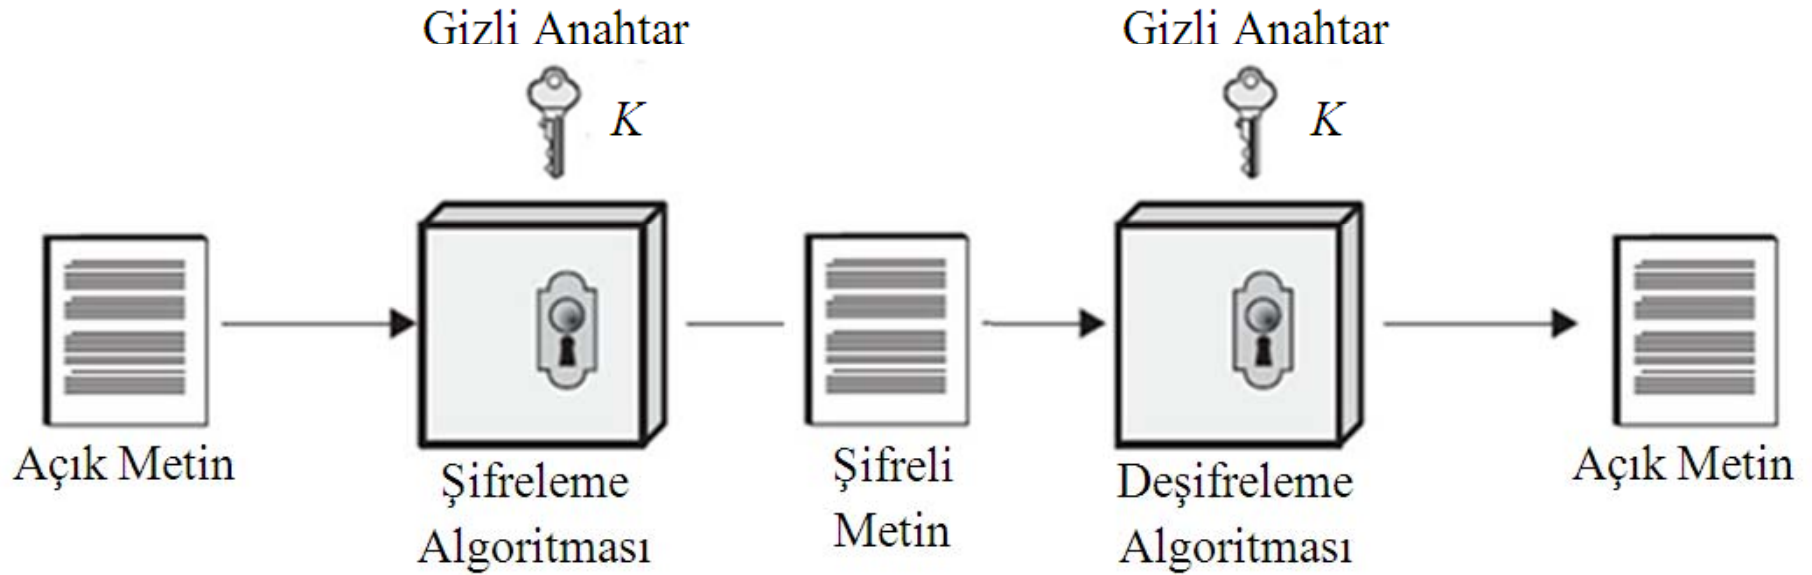 Gizli Anahtar
K
Gizli Anahtar
K
Açık Metin
Şifreleme
Algoritması
Şifreli
Metin
Deşifreleme
Algoritması
Açık Metin